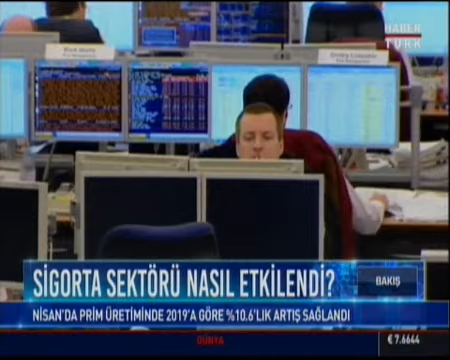 HABER
TÜRK
SİGORTA SEKTÖRÜ NASIL ETKİLENDİ?
BAKIŞ
NİSAN'DA PRİM ÜRETİMİNDE 2019'A GÖRE %10.6'LIK ARTIŞ SAĞLANDI
DÜNYA
€ 7.6644